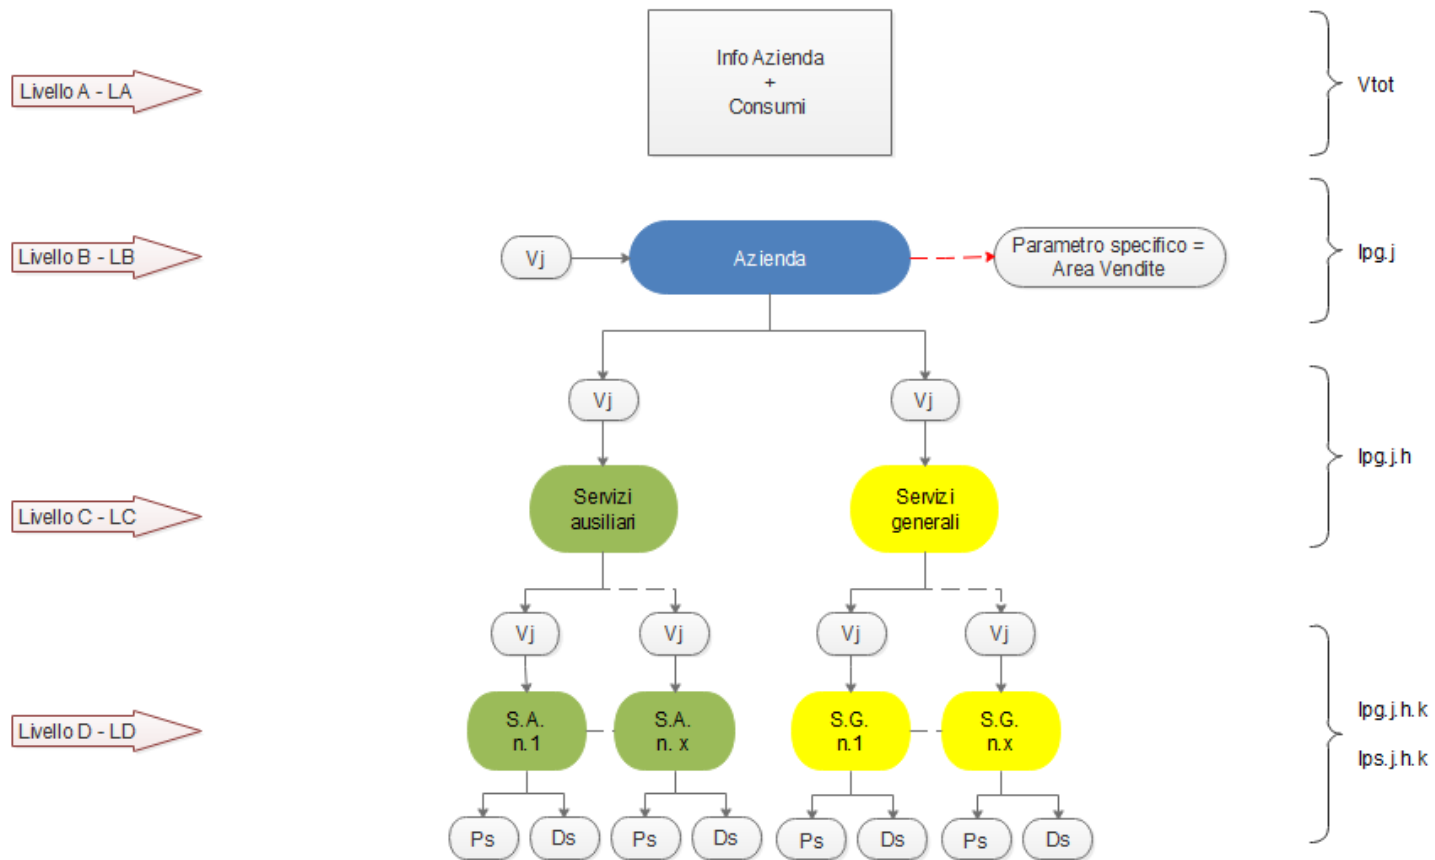 Info Azienda
+
Consumi
Livello A - LA
Vtot
Livello B - LB
Vj
Azienda
Parametro specifico =
Area Vendite
Ipg.j
Vj
Vj
Ipg.j.h
Livello C - LC
Servizi
ausiliari
Servizi
generali
Vj
Vj
Vj
Vj
Livello D - LD
S.A.
n.1
S.A.
n. x
S.G.
n.1
S.G.
n.x
Ipg.j.h.k
Ips.j.h.k
Ps
Ds
Ps
Ds
Ps
Ds
Ps
Ds